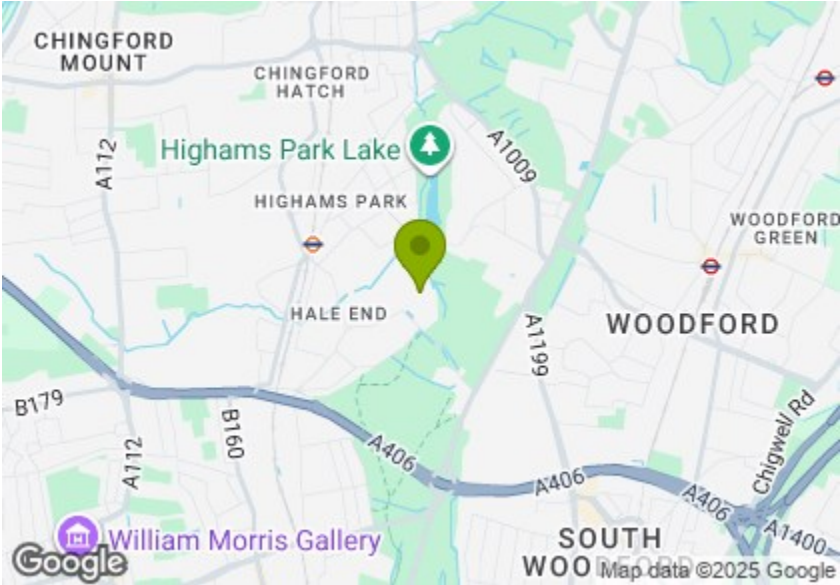 CHINGFORD
MOUNT
CHINGFORD
HATCH
Highams Park Lake
A1009
A112
HIGHAMS PARK
WOODFORD
GREEN
HALE END
WOODFORD
A1199
B179
B160
A112
A406
A406
A406
Chigwell Rd
A1400
William Morris Gallery
SOUTH
Google
Map data ©2025 Google